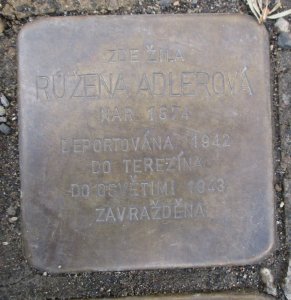 ZDE ŽILA
RŮŽENA ADLEROVÁ
NAR. 1874
DEPORTOVÁNA 1942
DO TEREZÍNA
DO OSVĚTIMI 1943
ZAVRAŽDĚNA